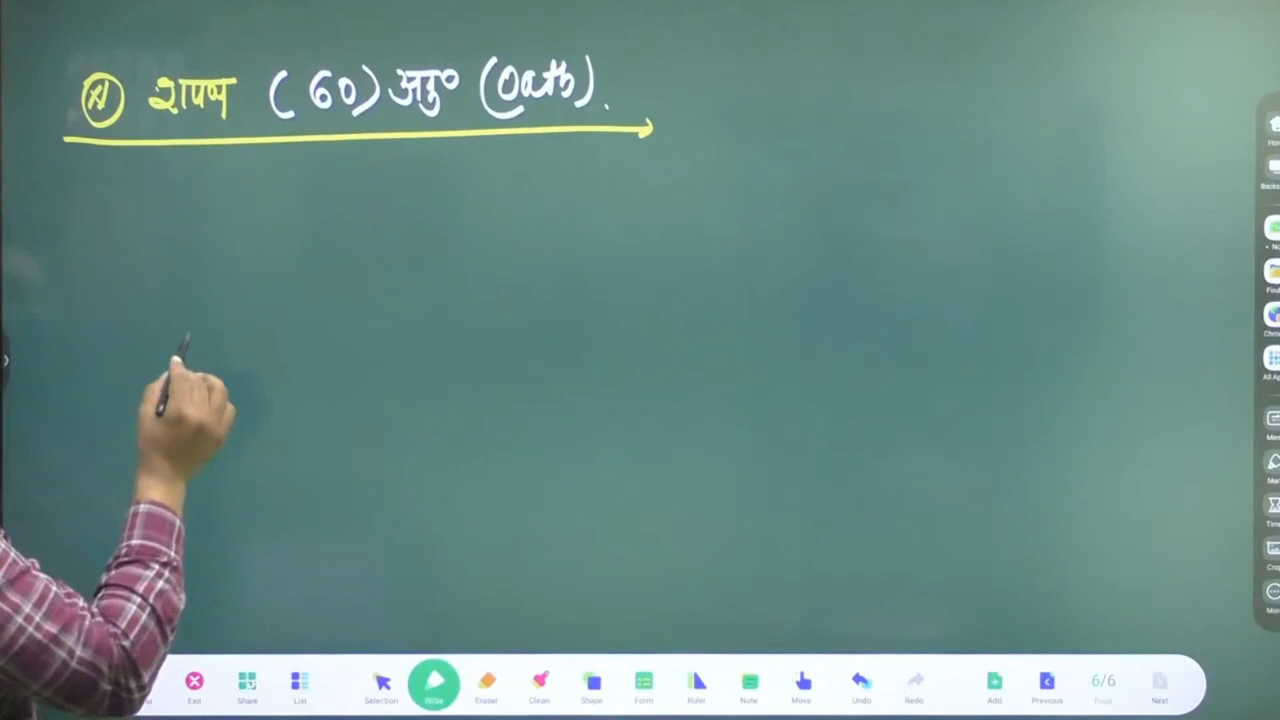 शपथ (60) अनु० (Oath).
Exit Share List Selection Write Eraser Clean Shape Form Ruler Note Move Undo Redo Add Previous 6/6 Page Next